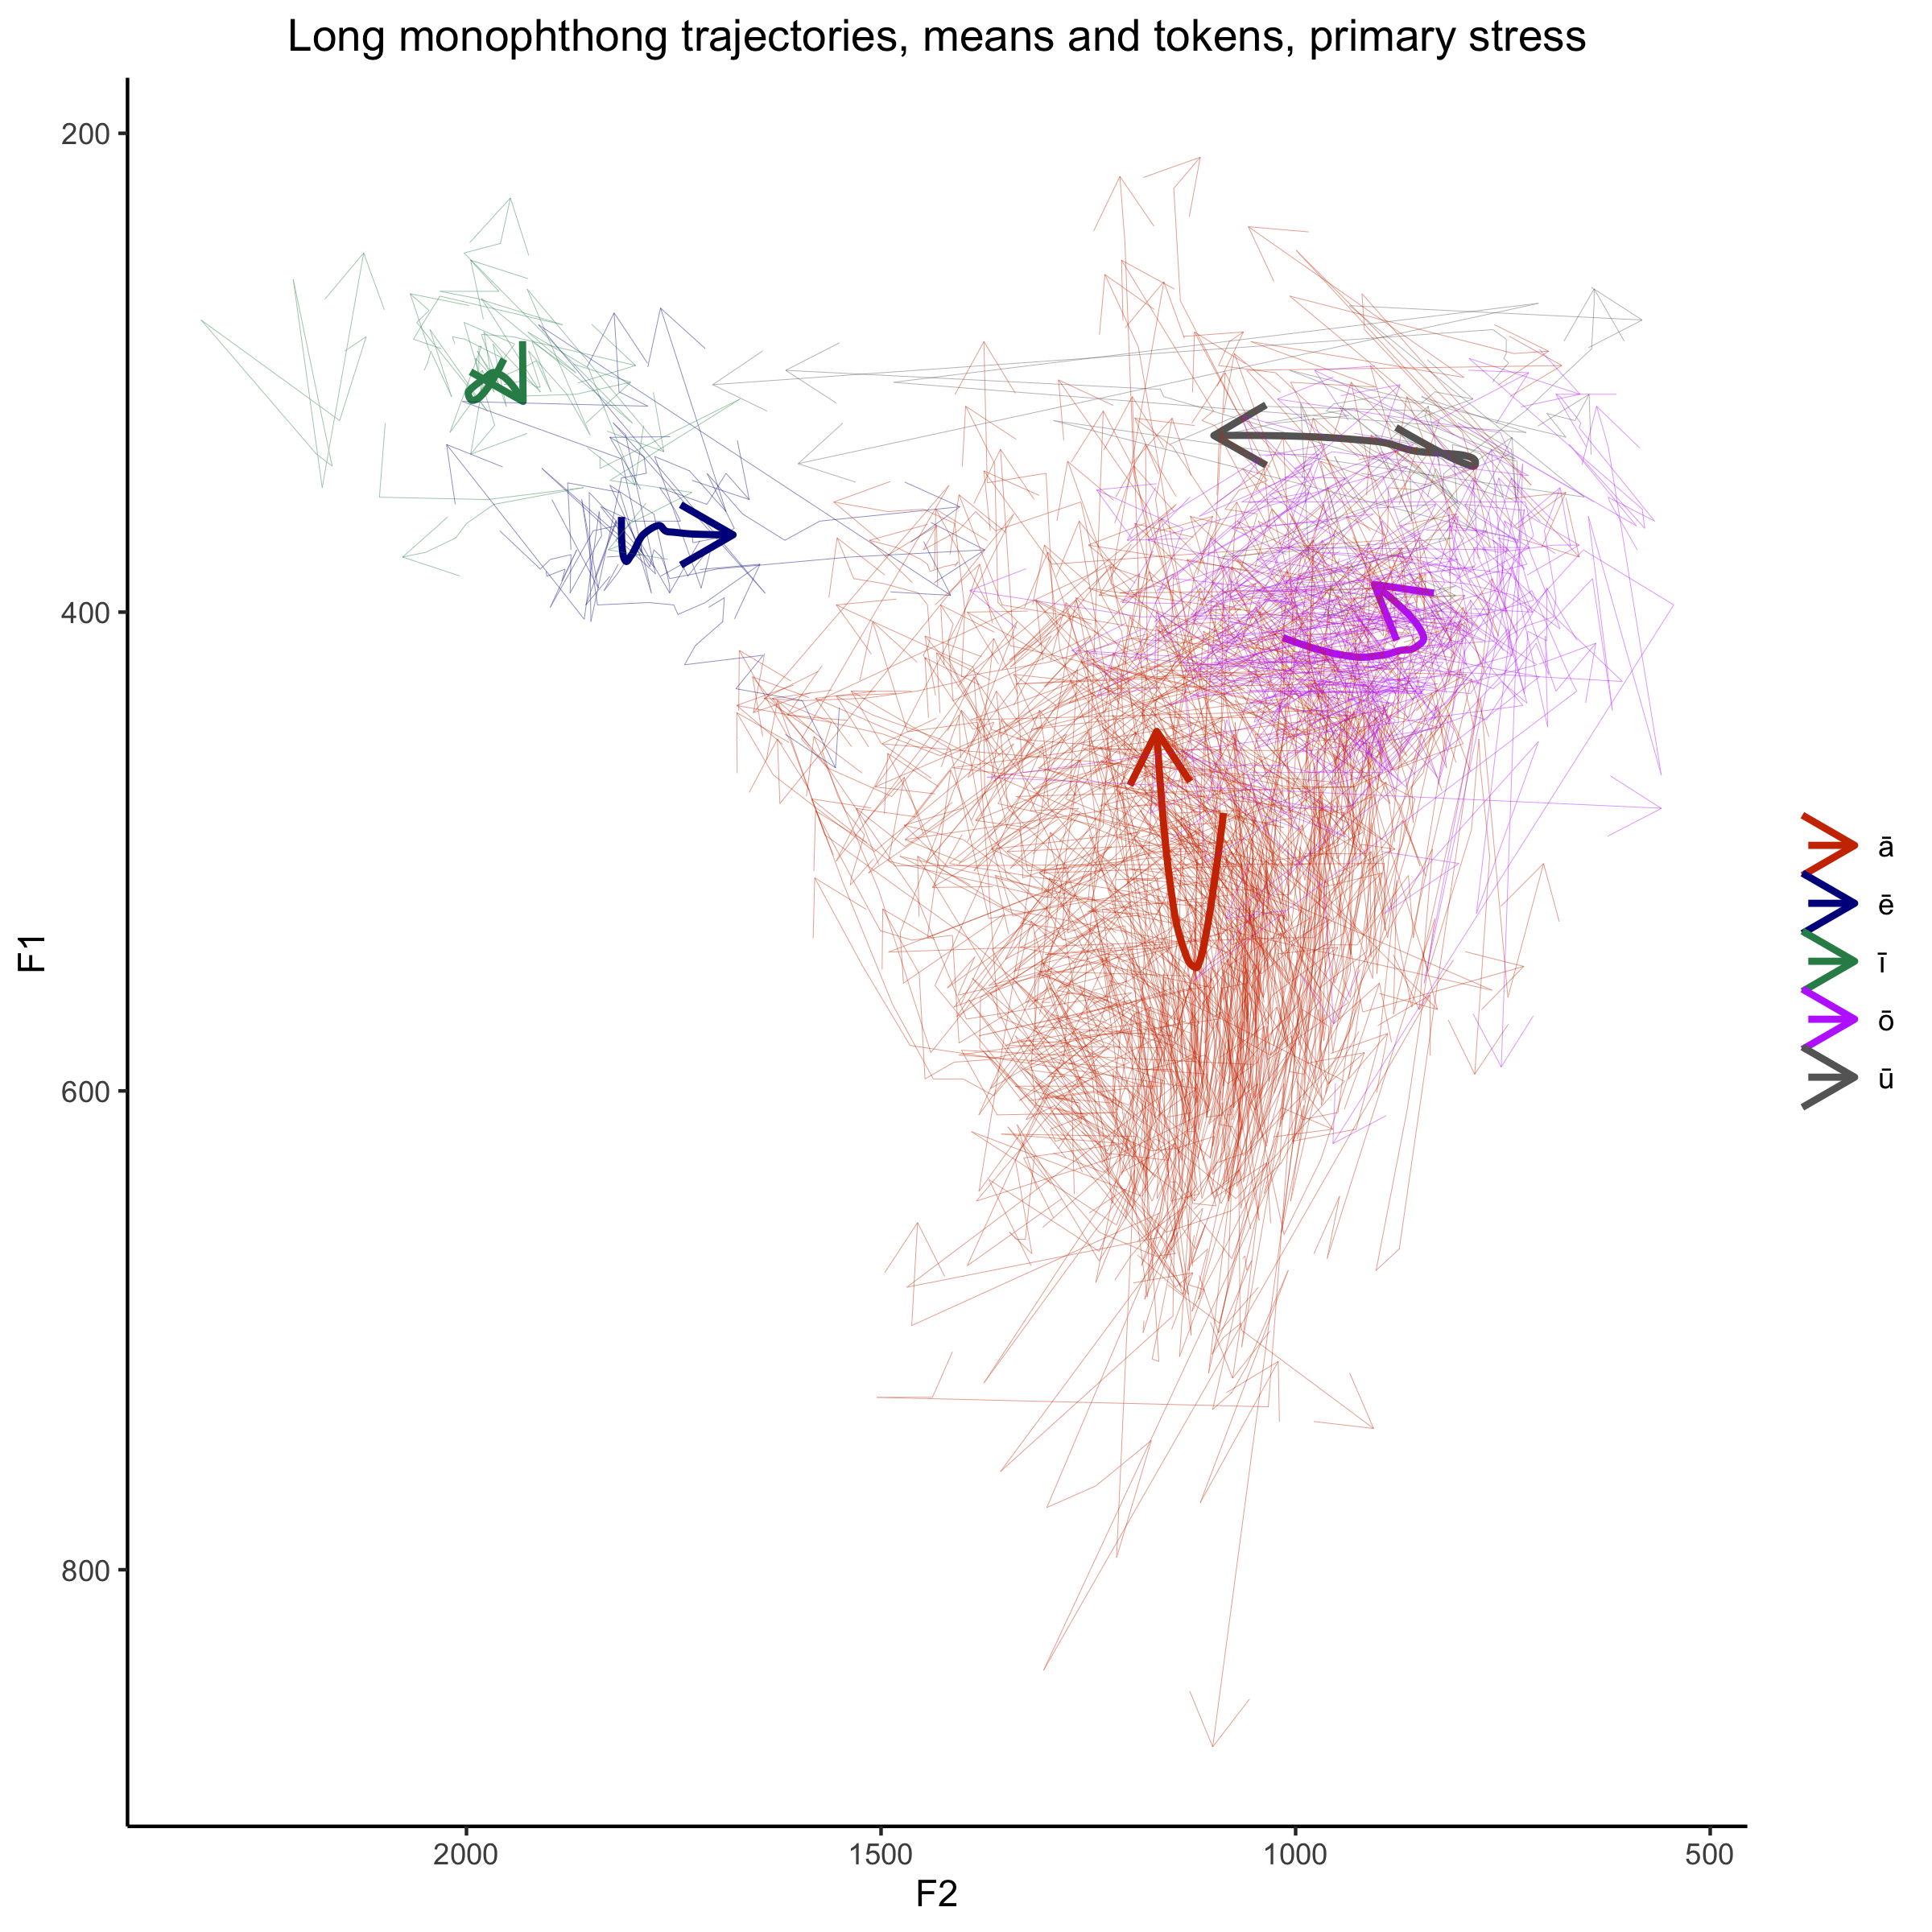 Long monophthong trajectories, means and tokens, primary stress
200
400
600
800
F1
2000
1500
1000
500
F2
ā
ē
ī
ō
ū